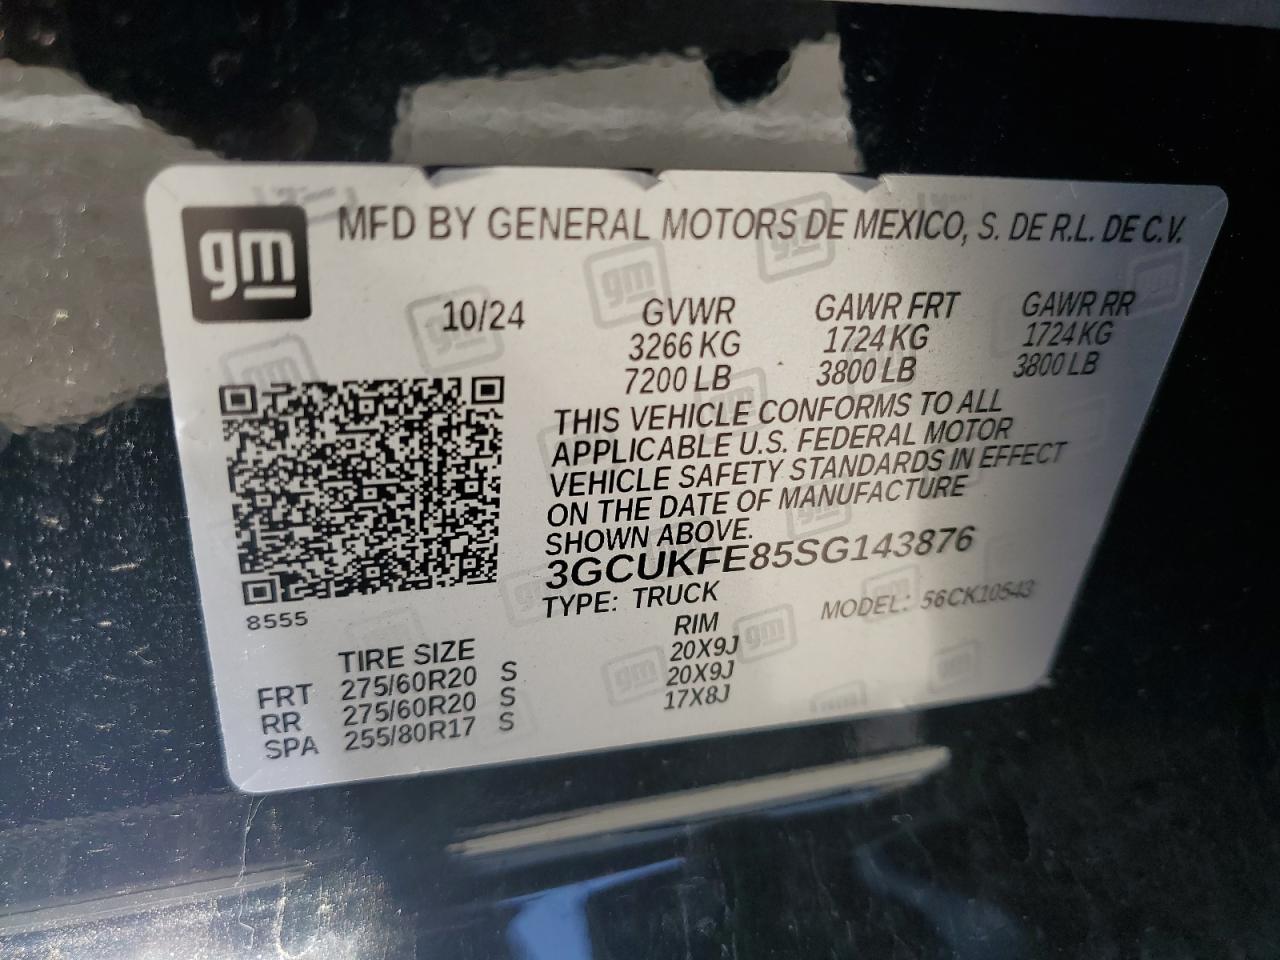 gm
MFD BY GENERAL MOTORS DE MEXICO, S. DE R.L. DE C.V.
10/24 GVWR GAWR FRT GAWR RR
3266 KG 1724 KG 1724 KG
7200 LB 3800 LB 3800 LB
THIS VEHICLE CONFORMS TO ALL
APPLICABLE U.S. FEDERAL MOTOR
VEHICLE SAFETY STANDARDS IN EFFECT
ON THE DATE OF MANUFACTURE
SHOWN ABOVE.
3GCUKFE85SG143876
TYPE: TRUCK MODEL: 56CK10543
8555
TIRE SIZE RIM
FRT 275/60R20 S 20X9J
RR 275/60R20 S 20X9J
SPA 255/80R17 S 17X8J